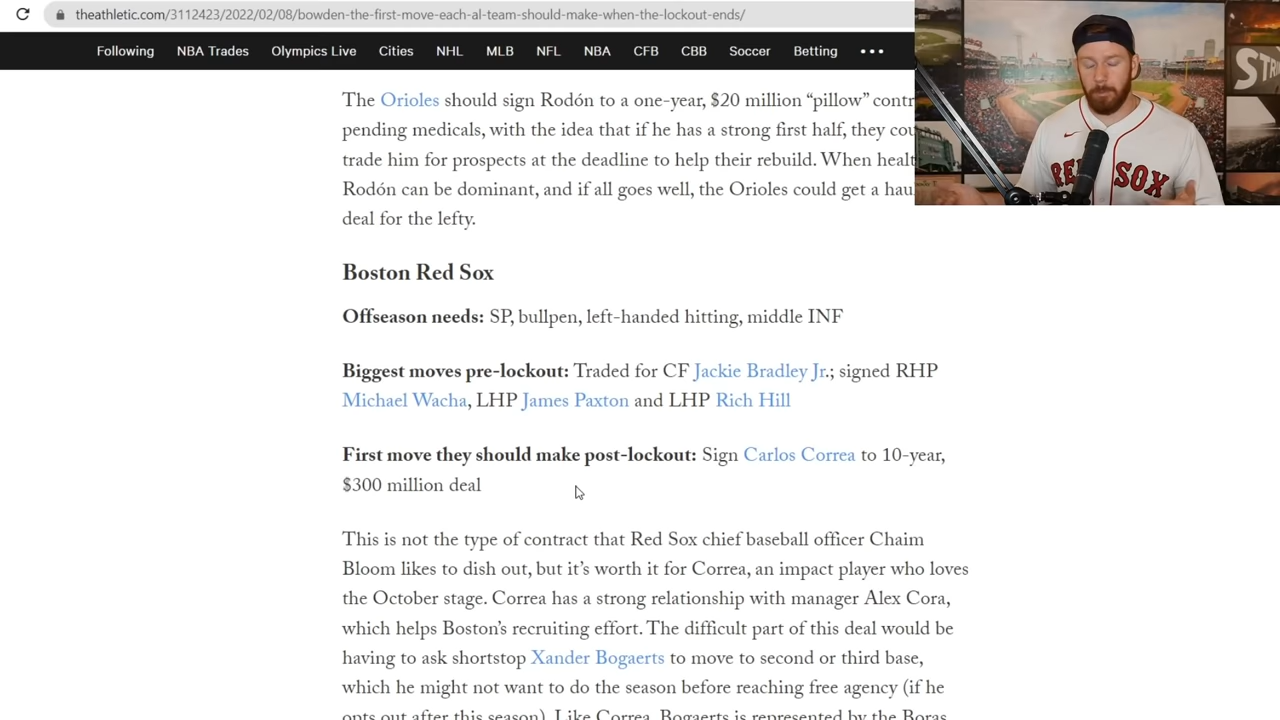 theathletic.com/3112423/2022/02/08/bowden-the-first-move-each-al-team-should-make-when-the-lockout-ends/
Following NBA Trades Olympics Live Cities NHL MLB NFL NBA CFB CBB Soccer Betting
The Orioles should sign Rodón to a one-year, $20 million “pillow”
pending medicals, with the idea that if he has a strong first half, they
trade him for prospects at the deadline to help their rebuild. When
Rodón can be dominant, and if all goes well, the Orioles could get a
deal for the lefty.
Boston Red Sox
Offseason needs: SP, bullpen, left-handed hitting, middle INF
Biggest moves pre-lockout: Traded for CF Jackie Bradley Jr.; signed RHP
Michael Wacha, LHP James Paxton and LHP Rich Hill
First move they should make post-lockout: Sign Carlos Correa to 10-year,
$300 million deal
This is not the type of contract that Red Sox chief baseball officer Chaim
Bloom likes to dish out, but it’s worth it for Correa, an impact player who loves
the October stage. Correa has a strong relationship with manager Alex Cora,
which helps Boston’s recruiting effort. The difficult part of this deal would be
having to ask shortstop Xander Bogaerts to move to second or third base,
which he might not want to do the season before reaching free agency (if he
opts out after this season). Like Correa, Bogaerts is represented by the Boras
RED SOX